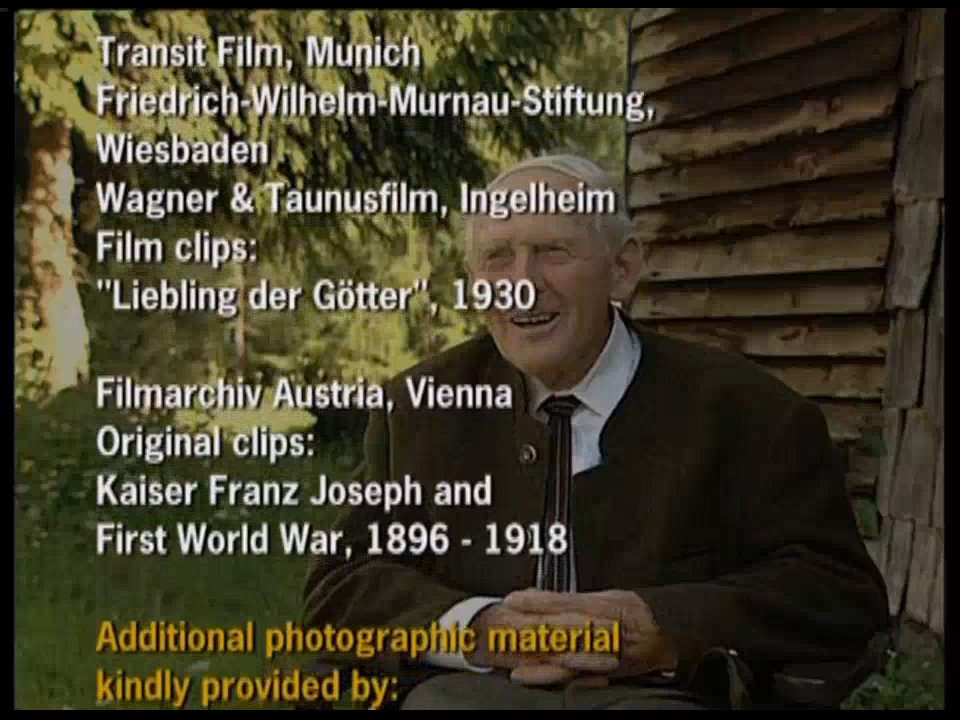 Transit Film, Munich
Friedrich-Wilhelm-Murnau-Stiftung,
Wiesbaden
Wagner & Taunusfilm, Ingelheim
Film clips:
"Liebling der Götter", 1930
Filmarchiv Austria, Vienna
Original clips:
Kaiser Franz Joseph and
First World War, 1896 - 1918
Additional photographic material
kindly provided by: